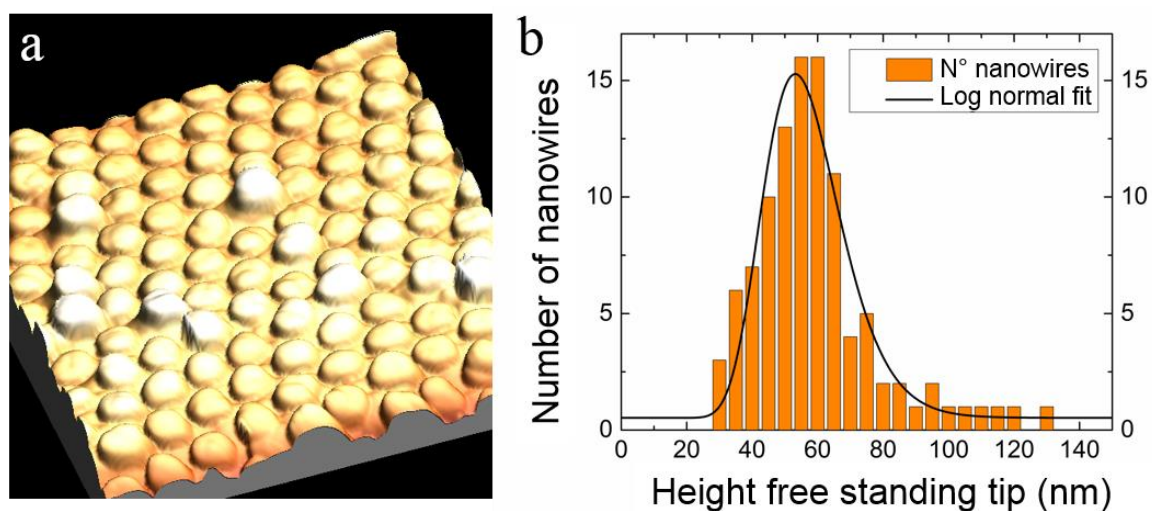 a
b
N° nanowires
Log normal fit
Number of nanowires
15
10
5
0
15
10
5
0
0 20 40 60 80 100 120 140
Height free standing tip (nm)